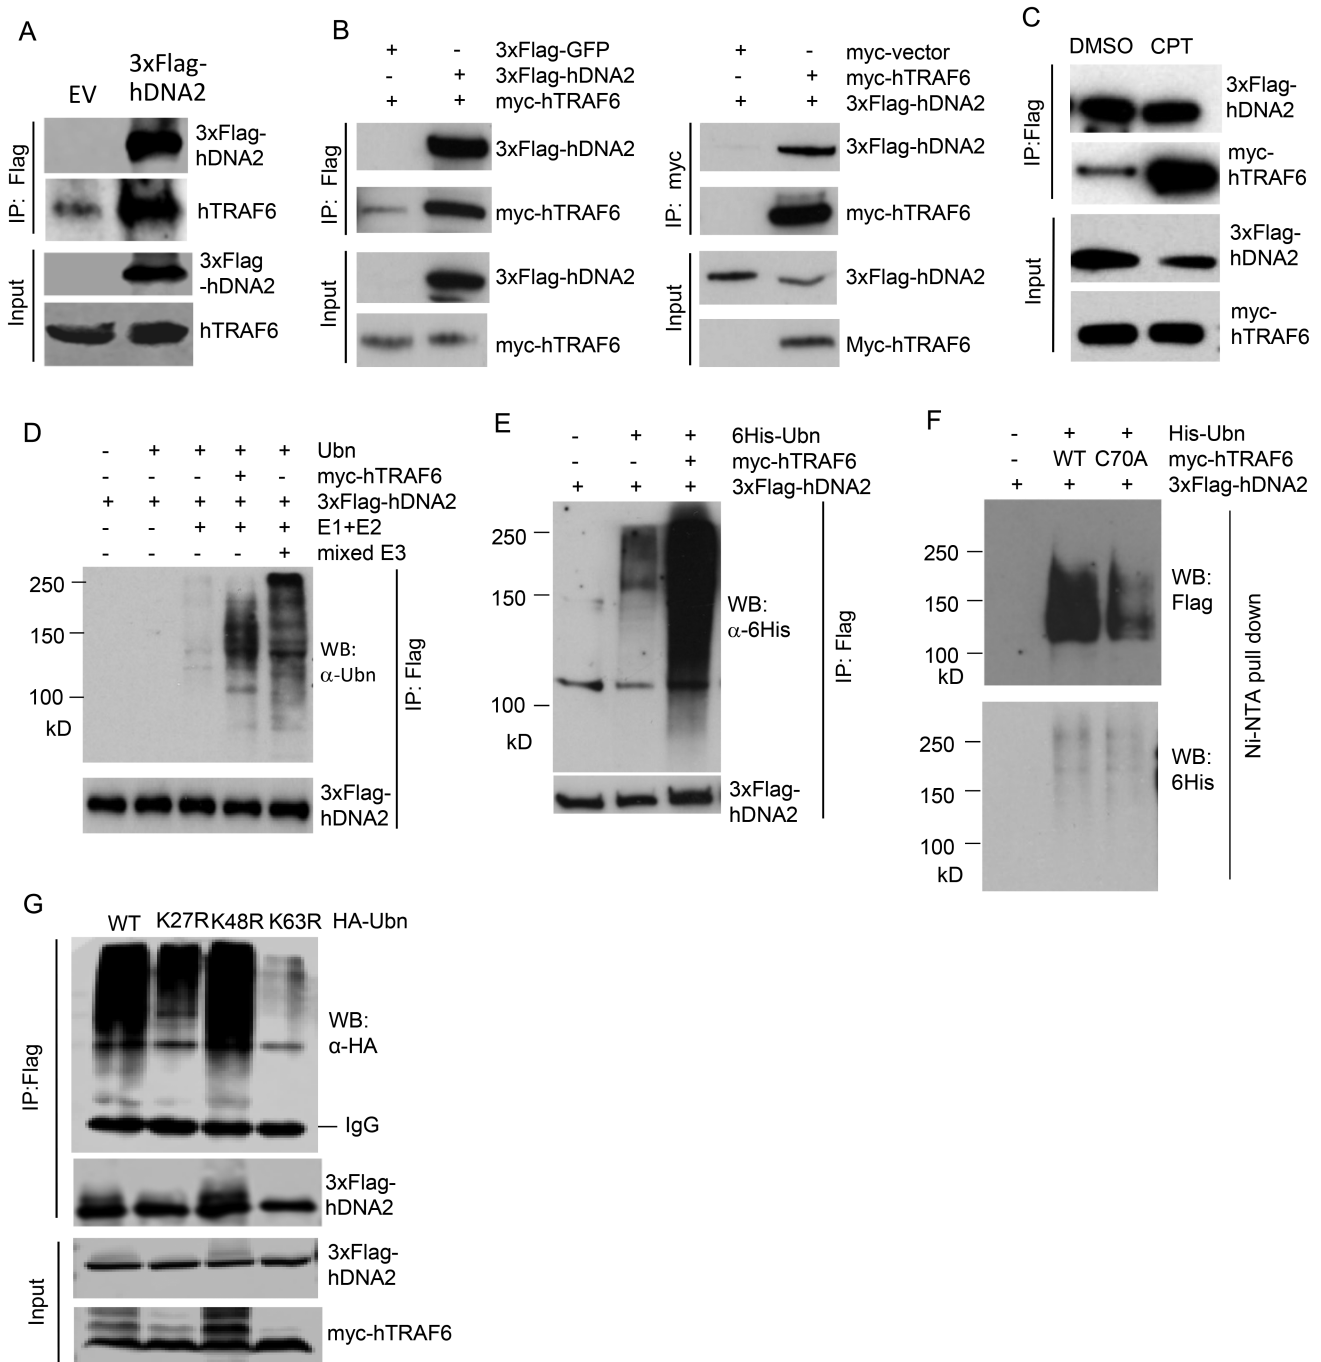 A
EV
3xFlag-
hDNA2
IP: Flag
3xFlag-
hDNA2
hTRAF6
Input
3xFlag
-hDNA2
hTRAF6
B
+ - 3xFlag-GFP
- + 3xFlag-hDNA2
+ + myc-hTRAF6
IP: Flag
3xFlag-hDNA2
myc-hTRAF6
Input
3xFlag-hDNA2
myc-hTRAF6
+ - myc-vector
- + myc-hTRAF6
+ + 3xFlag-hDNA2
IP: myc
3xFlag-hDNA2
myc-hTRAF6
Input
3xFlag-hDNA2
Myc-hTRAF6
C
DMSO CPT
IP:Flag
3xFlag-
hDNA2
myc-
hTRAF6
Input
3xFlag-
hDNA2
myc-
hTRAF6
D
- + + + + Ubn
- - - + - myc-hTRAF6
+ + + + + 3xFlag-hDNA2
- - + + + E1+E2
- - - - + mixed E3
250
150
100
kD
WB:
α-Ubn
3xFlag-
hDNA2
IP: Flag
E
- + + 6His-Ubn
- - + myc-hTRAF6
+ + + 3xFlag-hDNA2
250
150
100
kD
WB:
α-6His
3xFlag-
hDNA2
IP: Flag
F
- + + His-Ubn
- WT C70A myc-hTRAF6
+ + + 3xFlag-hDNA2
250
150
100
kD
WB:
Flag
250
150
100
kD
WB:
6His
Ni-NTA pull down
G
WT K27R K48R K63R HA-Ubn
IP:Flag
WB:
α-HA
IgG
3xFlag-
hDNA2
Input
3xFlag-
hDNA2
myc-hTRAF6